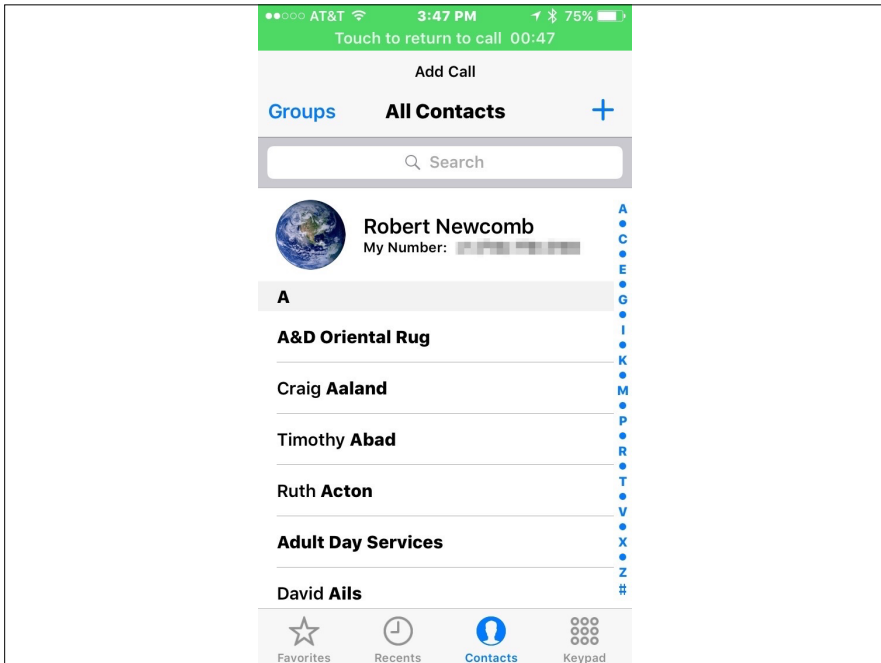 AT&T 3:47 PM 75%
Touch to return to call 00:47
Add Call
Groups All Contacts +
Search
Robert Newcomb
My Number:
A
A&D Oriental Rug
Craig Aaland
Timothy Abad
Ruth Acton
Adult Day Services
David Ails
A
C
E
G
I
K
M
P
R
T
V
X
Z
#
Favorites Recents Contacts Keypad